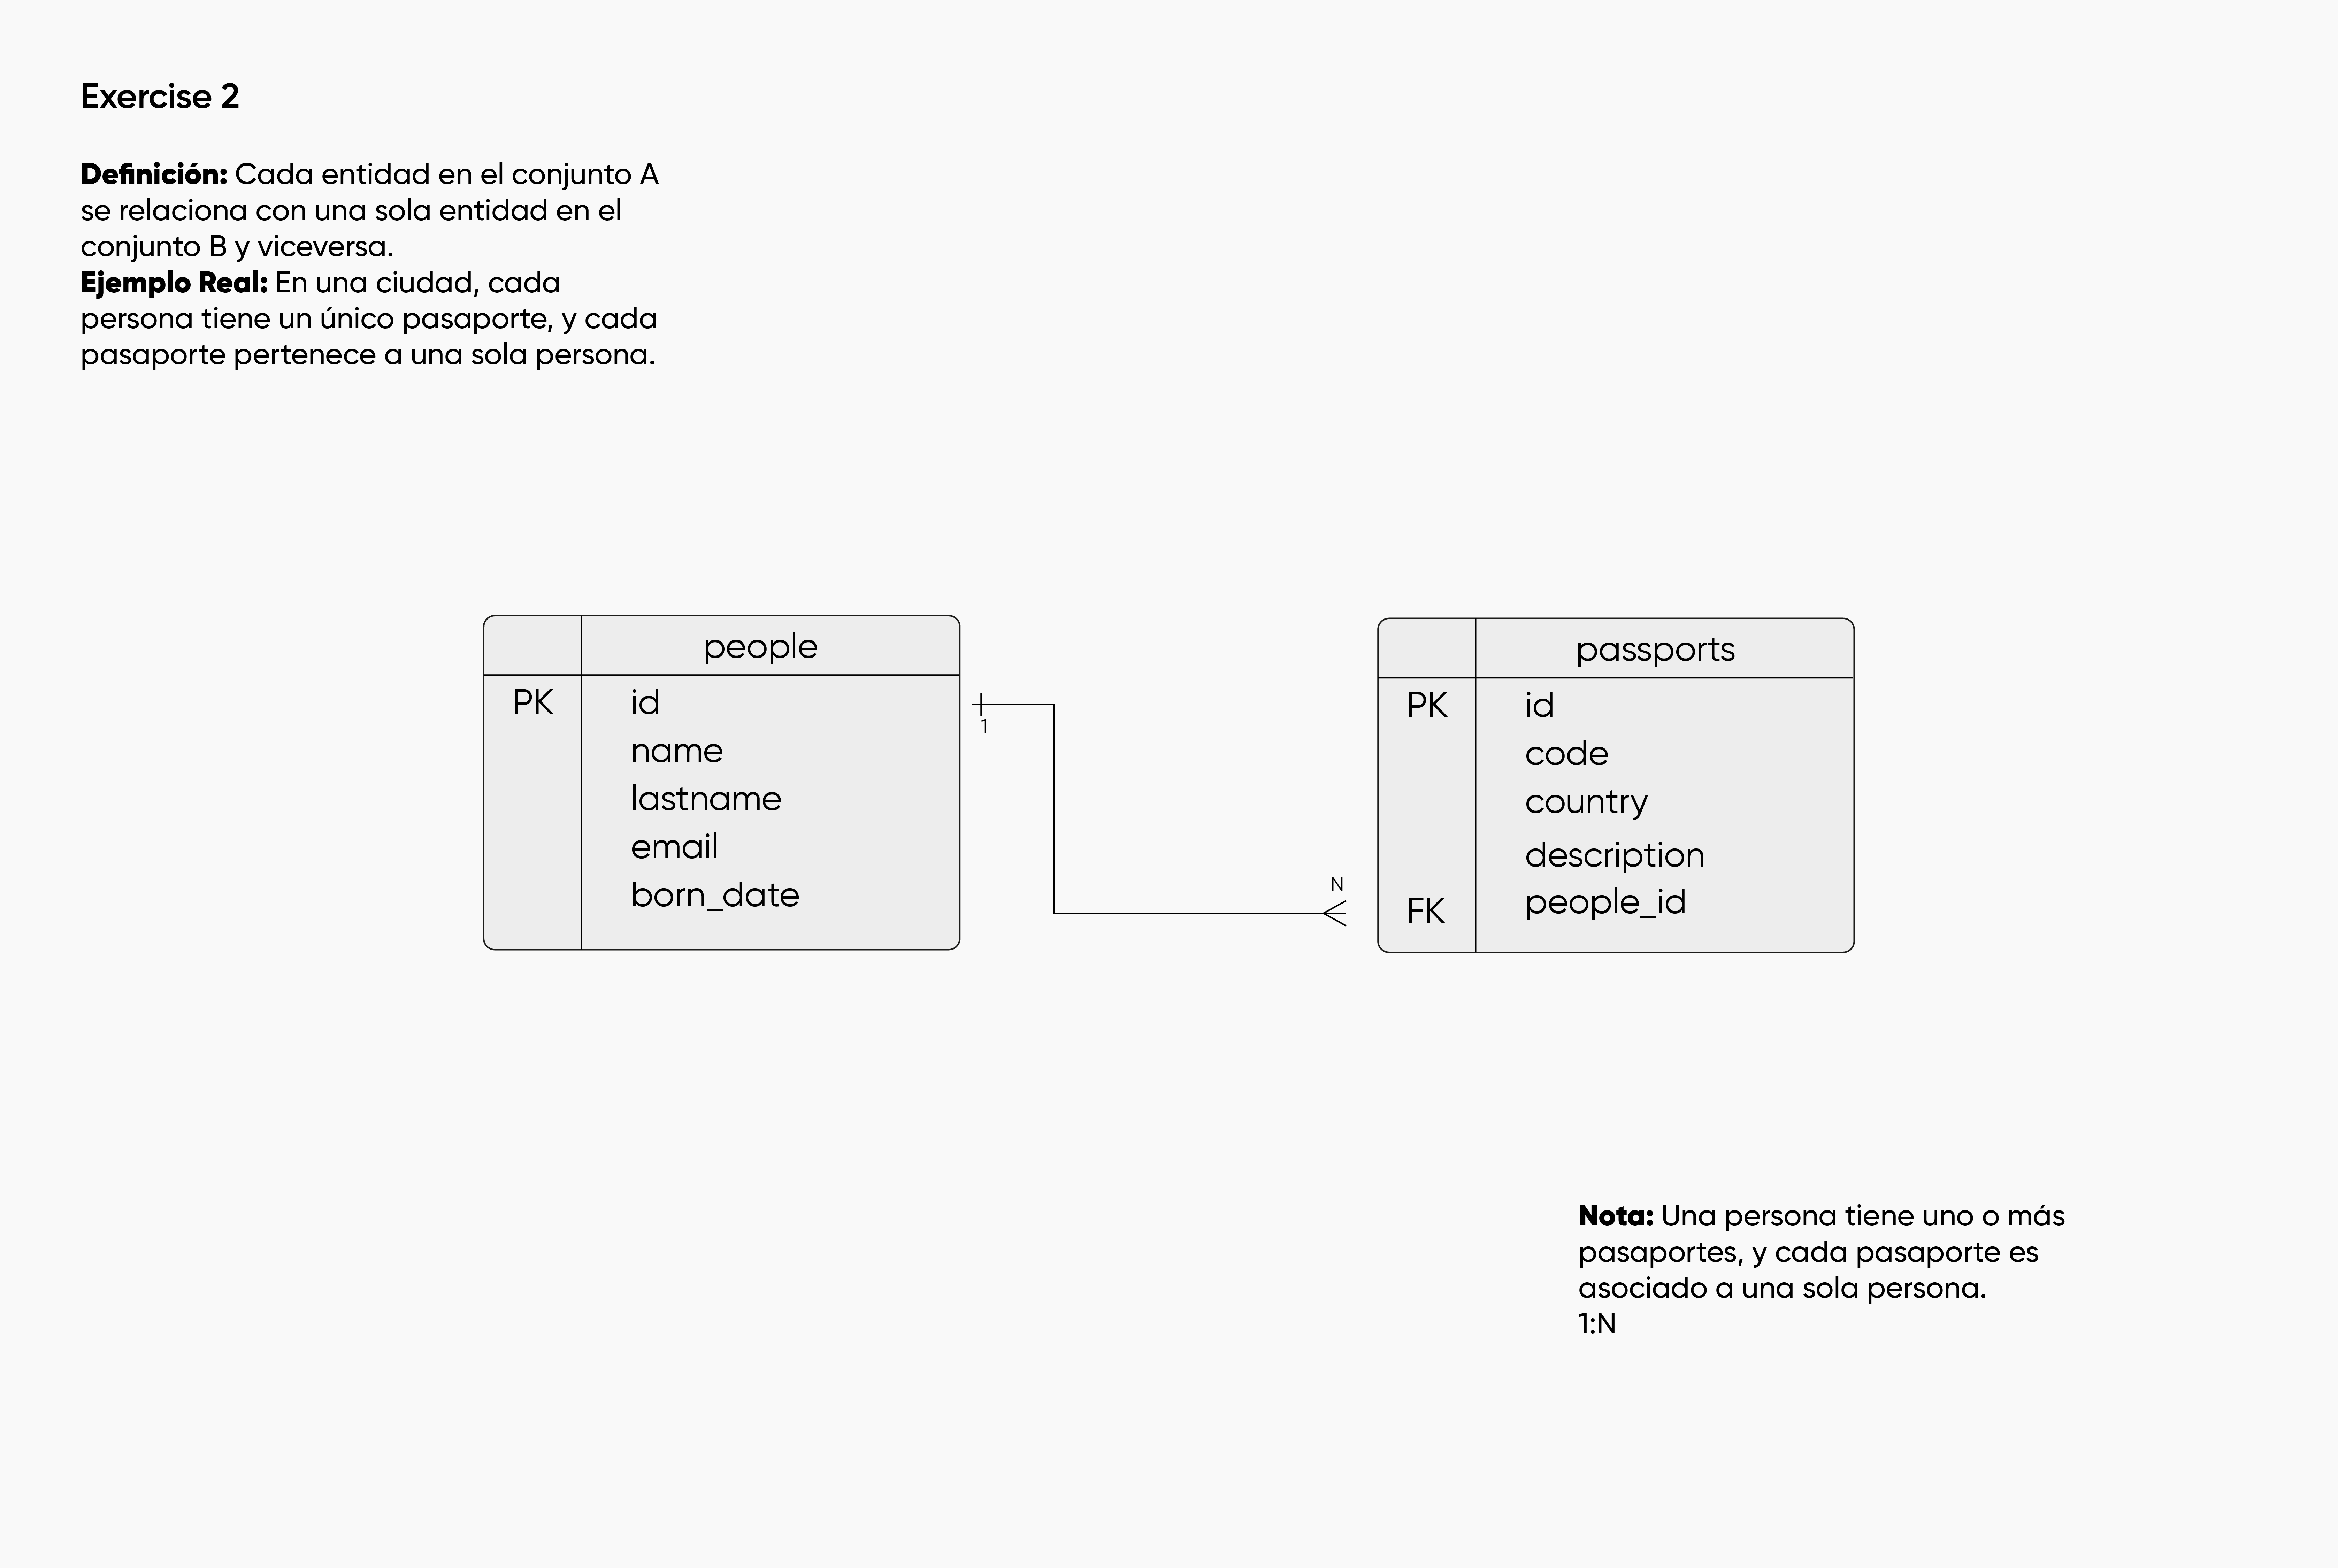 Exercise 2
Definición: Cada entidad en el conjunto A
se relaciona con una sola entidad en el
conjunto B y viceversa.
Ejemplo Real: En una ciudad, cada
persona tiene un único pasaporte, y cada
pasaporte pertenece a una sola persona.
people
PK id
name
lastname
email
born_date
1
N
passports
PK id
code
country
description
FK people_id
Nota: Una persona tiene uno o más
pasaportes, y cada pasaporte es
asociado a una sola persona.
1:N